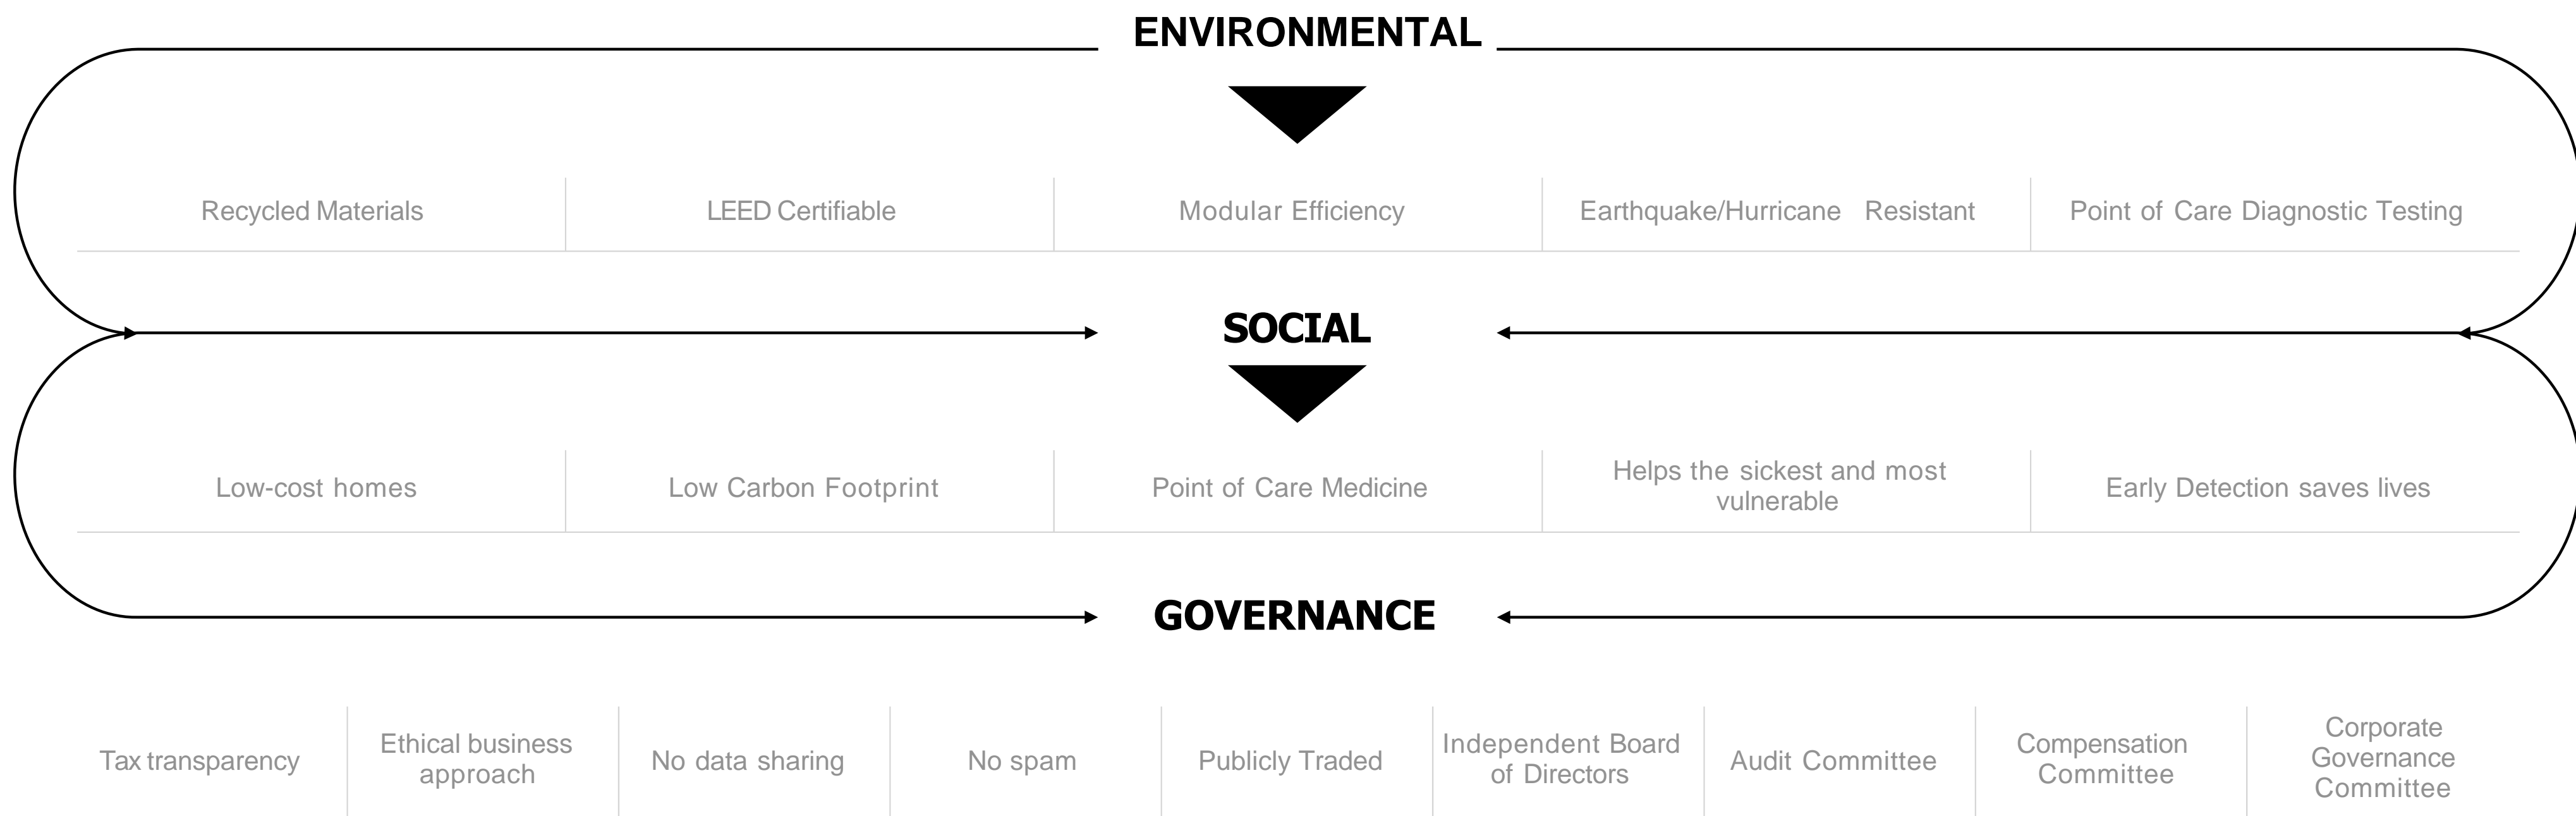 ENVIRONMENTAL
Recycled Materials
LEED Certifiable
Modular Efficiency
Earthquake/Hurricane Resistant
Point of Care Diagnostic Testing
SOCIAL
Low-cost homes
Low Carbon Footprint
Point of Care Medicine
Helps the sickest and most
vulnerable
Early Detection saves lives
GOVERNANCE
Tax transparency
Ethical business
approach
No data sharing
No spam
Publicly Traded
Independent Board
of Directors
Audit Committee
Compensation
Committee
Corporate
Governance
Committee